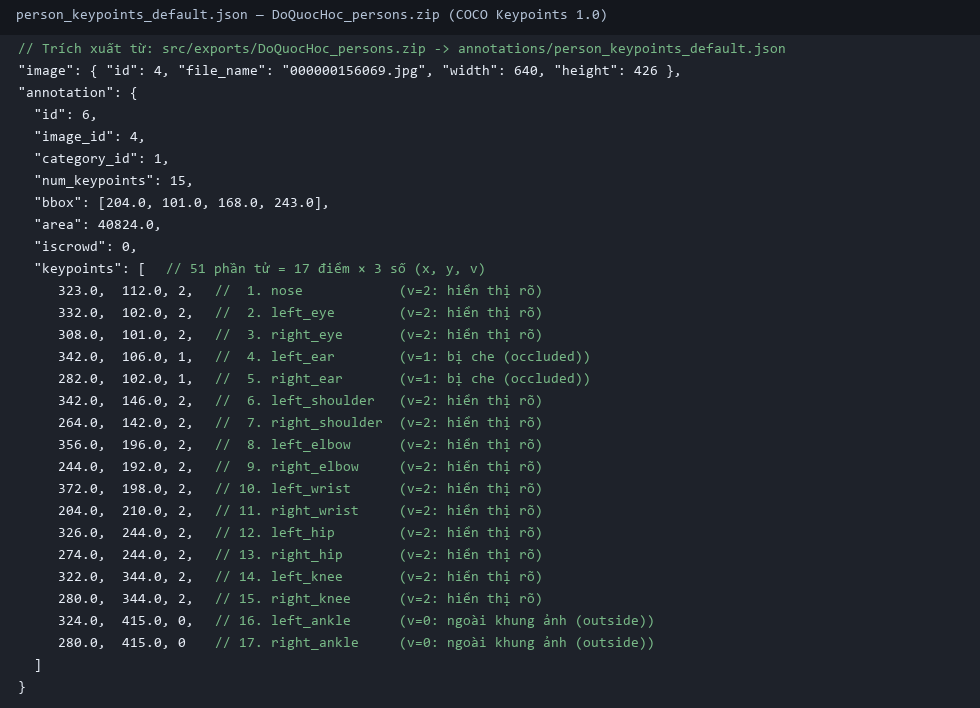 person_keypoints_default.json — DoQuocHoc_persons.zip (COCO Keypoints 1.0)
// Trích xuất từ: src/exports/DoQuocHoc_persons.zip -> annotations/person_keypoints_default.json
"image": { "id": 4, "file_name": "000000156069.jpg", "width": 640, "height": 426 },
"annotation": {
"id": 6,
"image_id": 4,
"category_id": 1,
"num_keypoints": 15,
"bbox": [204.0, 101.0, 168.0, 243.0],
"area": 40824.0,
"iscrowd": 0,
"keypoints": [ // 51 phần tử = 17 điểm × 3 số (x, y, v)
323.0, 112.0, 2, // 1. nose (v=2: hiển thị rõ)
332.0, 102.0, 2, // 2. left_eye (v=2: hiển thị rõ)
308.0, 101.0, 2, // 3. right_eye (v=2: hiển thị rõ)
342.0, 106.0, 1, // 4. left_ear (v=1: bị che (occluded))
282.0, 102.0, 1, // 5. right_ear (v=1: bị che (occluded))
342.0, 146.0, 2, // 6. left_shoulder (v=2: hiển thị rõ)
264.0, 142.0, 2, // 7. right_shoulder (v=2: hiển thị rõ)
356.0, 196.0, 2, // 8. left_elbow (v=2: hiển thị rõ)
244.0, 192.0, 2, // 9. right_elbow (v=2: hiển thị rõ)
372.0, 198.0, 2, // 10. left_wrist (v=2: hiển thị rõ)
204.0, 210.0, 2, // 11. right_wrist (v=2: hiển thị rõ)
326.0, 244.0, 2, // 12. left_hip (v=2: hiển thị rõ)
274.0, 244.0, 2, // 13. right_hip (v=2: hiển thị rõ)
322.0, 344.0, 2, // 14. left_knee (v=2: hiển thị rõ)
280.0, 344.0, 2, // 15. right_knee (v=2: hiển thị rõ)
324.0, 415.0, 0, // 16. left_ankle (v=0: ngoài khung ảnh (outside))
280.0, 415.0, 0 // 17. right_ankle (v=0: ngoài khung ảnh (outside))
]
}